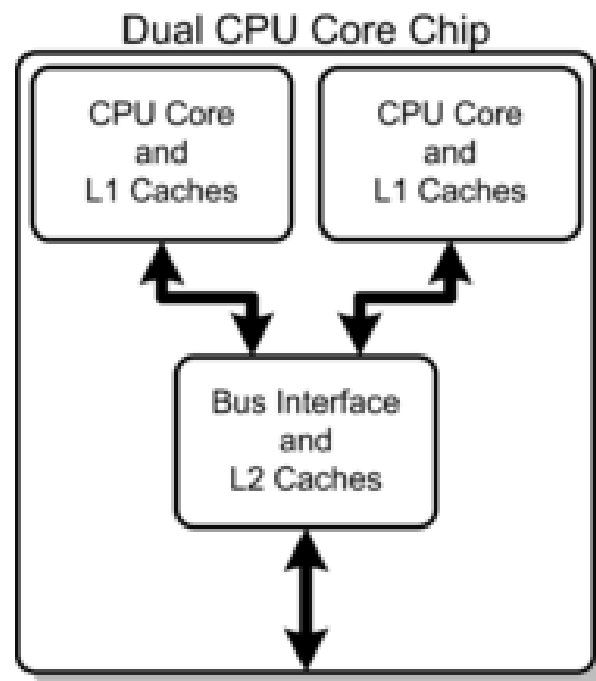 Dual CPU Core Chip
CPU Core
and
L1 Caches
CPU Core
and
L1 Caches
Bus Interface
and
L2 Caches